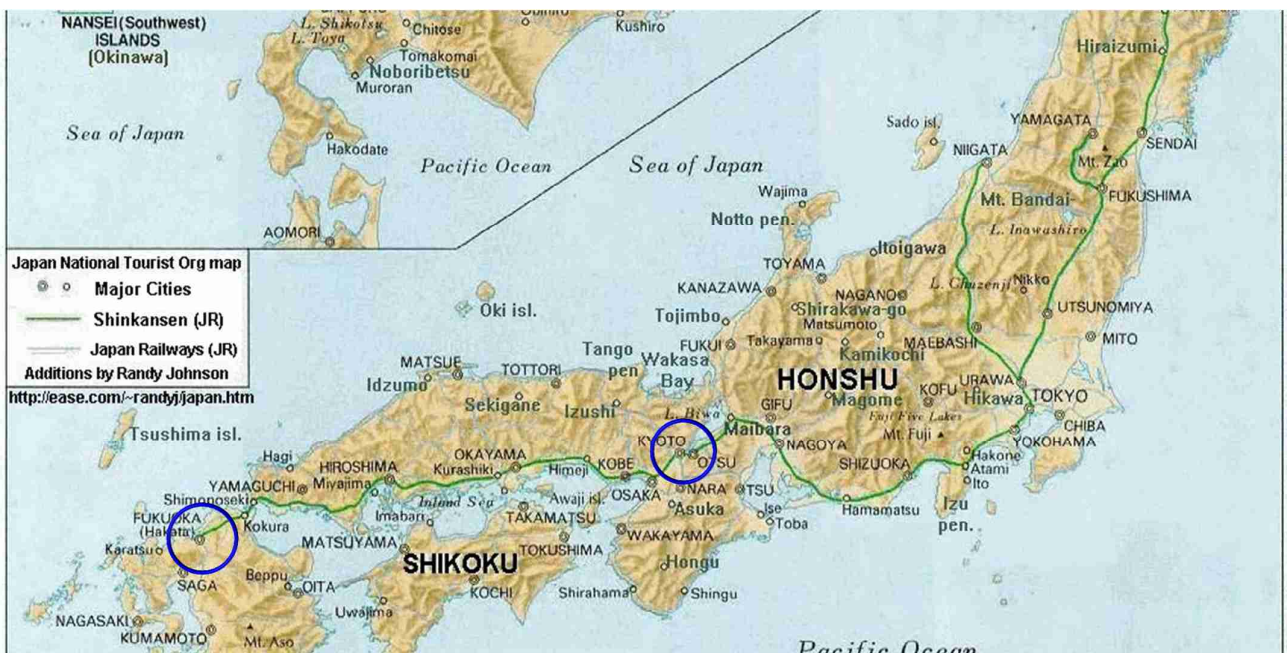 NANSEI (Southwest)
ISLANDS
(Okinawa)
L. Shikotsu
L. Toya
Chitose
Tomakomai
Noboribetsu
Muroran
Kushiro
Sea of Japan
Hakodate
Pacific Ocean
AOMORI
Hiraizumi
Sado isl.
YAMAGATA
SENDAI
Sea of Japan
NIIGATA
Mt. Zao
FUKUSHIMA
Wajima
Mt. Bandai
Notto pen.
L. Inawashiro
Itoigawa
Japan National Tourist Org map
Major Cities
Shinkansen (JR)
Japan Railways (JR)
Additions by Randy Johnson
http://ease.com/~randyj/japan.htm
TOYAMA
KANAZAWA
NAGANO
L. Chuzenji
Nikko
Oki isl.
Tojimbo
Shirakawa-go
Matsumoto
UTSUNOMIYA
FUKUI
Takayama
Kamikochi
MAEBASHI
MITO
MATSUE
TOTTORI
Tango
pen
Wakasa
Bay
HONSHU
Idzumo
Sekigane
Izushi
Magome
KOFU
URAWA
Hikawa
TOKYO
L. Biwa
GIFU
Fuji Five Lakes
Maibara
Mt. Fuji
CHIBA
Tsushima isl.
KYOTO
OTSU
NAGOYA
YOKOHAMA
Hagi
HIROSHIMA
OKAYAMA
Kurashiki
Himeji
KOBE
SHIZUOKA
Hakone
Atami
Ito
YAMAGUCHI
Miyajima
Inland Sea
Awaji isl.
OSAKA
NARA
TSU
Hamamatsu
Izu
pen.
Shimonoseki
Asuka
Ise
Toba
FUKUOKA
(Hakata)
Kokura
Imabari
TAKAMATSU
WAKAYAMA
Karatsu
MATSUYAMA
SHIKOKU
TOKUSHIMA
Hongu
SAGA
Beppu
OITA
KOCHI
Shirahama
Shingu
Uwajima
NAGASAKI
KUMAMOTO
Mt. Aso
Pacific Ocean